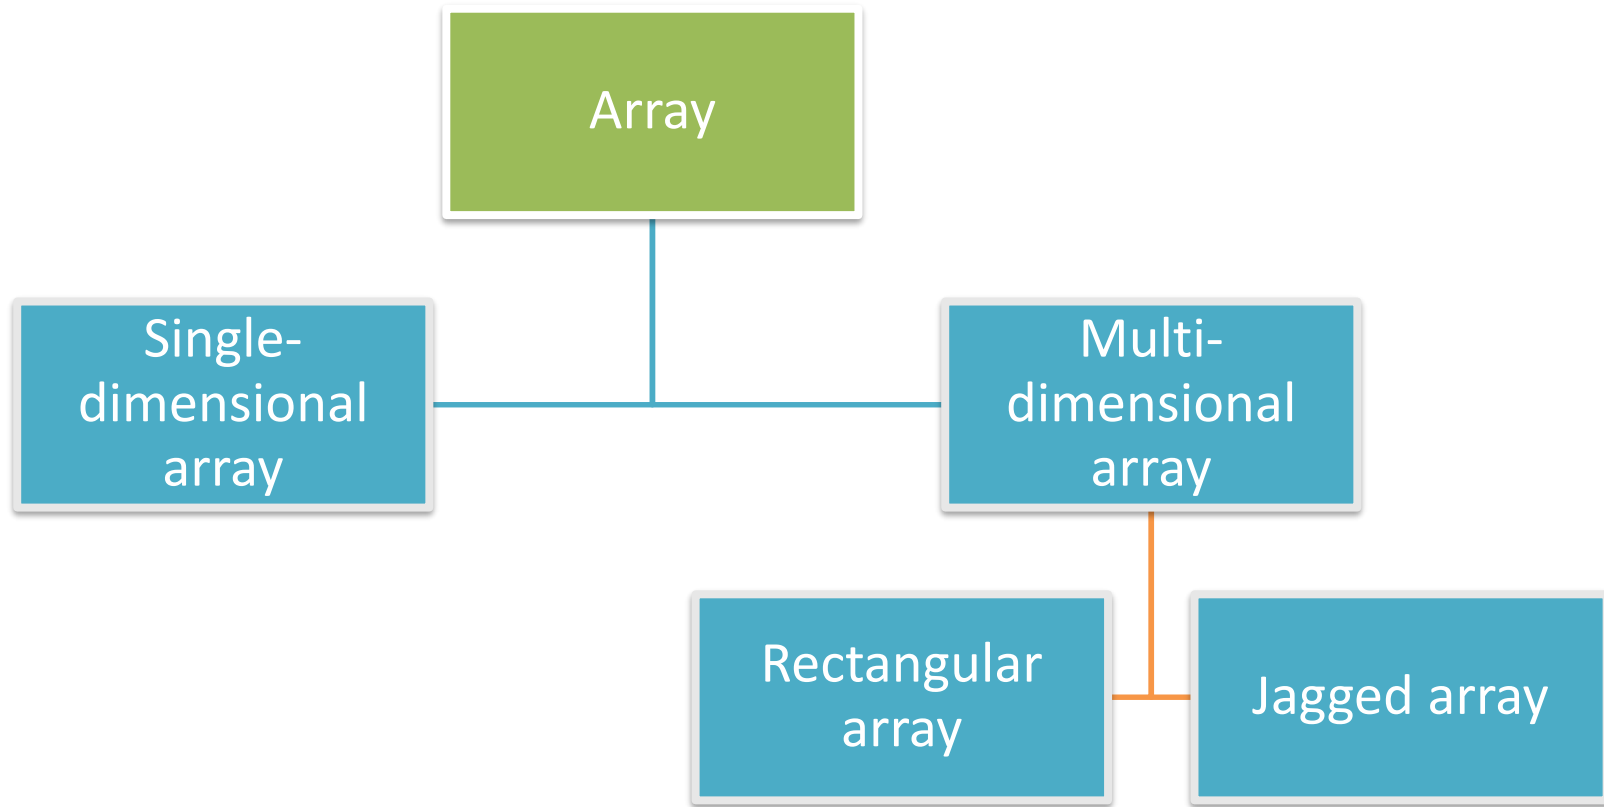 Array
Single-
dimensional
array
Multi-
dimensional
array
Rectangular
array
Jagged array